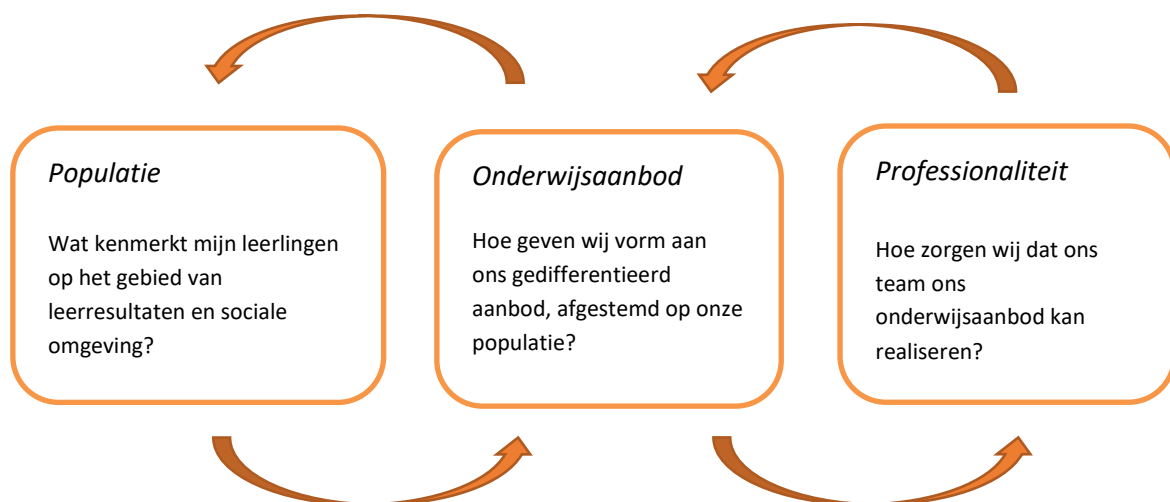 Populatie
Wat kenmerkt mijn leerlingen
op het gebied van
leerresultaten en sociale
omgeving?
Onderwijsaanbod
Hoe geven wij vorm aan
ons gedifferentieerd
aanbod, afgestemd op onze
populatie?
Professionaliteit
Hoe zorgen wij dat ons
team ons
onderwijsaanbod kan
realiseren?